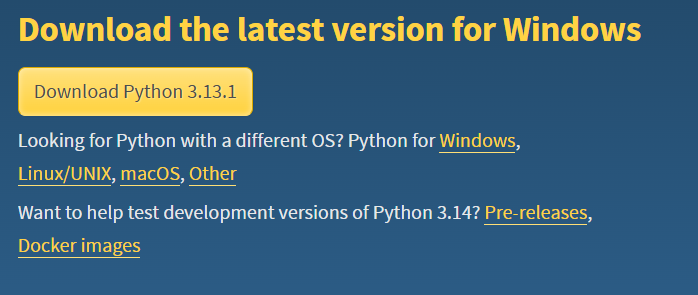 Download the latest version for Windows
Download Python 3.13.1
Looking for Python with a different OS? Python for Windows,
Linux/UNIX, macOS, Other
Want to help test development versions of Python 3.14? Pre-releases,
Docker images